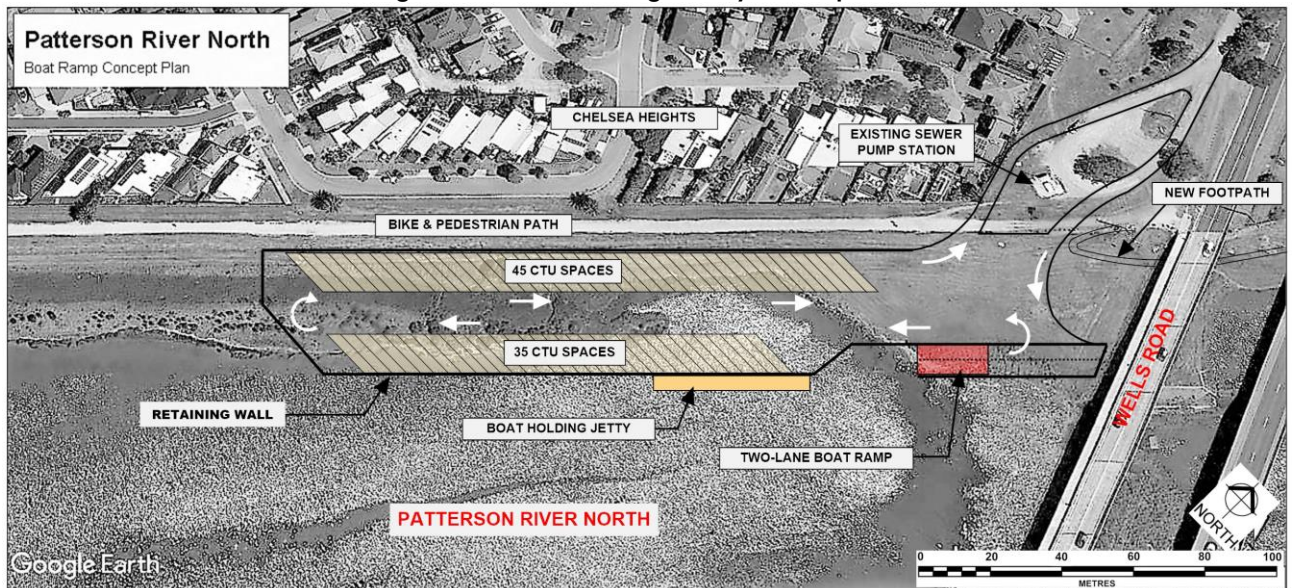 Patterson River North
Boat Ramp Concept Plan
CHELSEA HEIGHTS
EXISTING SEWER
PUMP STATION
NEW FOOTPATH
BIKE & PEDESTRIAN PATH
45 CTU SPACES
35 CTU SPACES
RETAINING WALL
BOAT HOLDING JETTY
TWO-LANE BOAT RAMP
WELLS ROAD
PATTERSON RIVER NORTH
NORTH
Google Earth
0 20 40 60 80 100
METRES